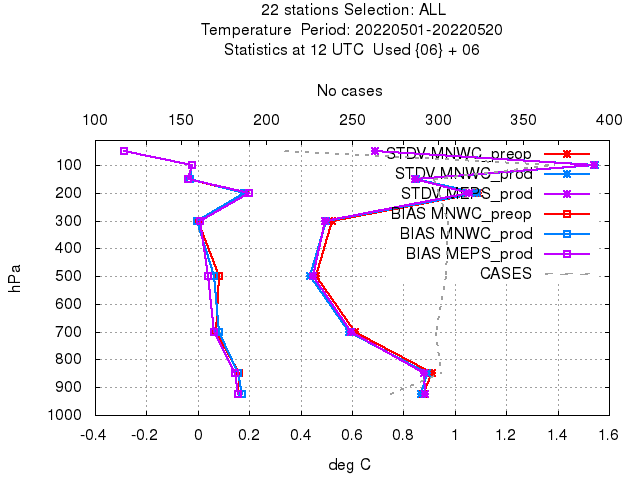 22 stations Selection: ALL
Temperature Period: 20220501-20220520
Statistics at 12 UTC Used {06} + 06
No cases
100 150 200 250 300 350 400
STDV MNWC_preop
STDV MNWC_prod
STDV MEPS_prod
BIAS MNWC_preop
BIAS MNWC_prod
BIAS MEPS_prod
CASES
hPa
100
200
300
400
500
600
700
800
900
1000
-0.4 -0.2 0 0.2 0.4 0.6 0.8 1 1.2 1.4 1.6
deg C